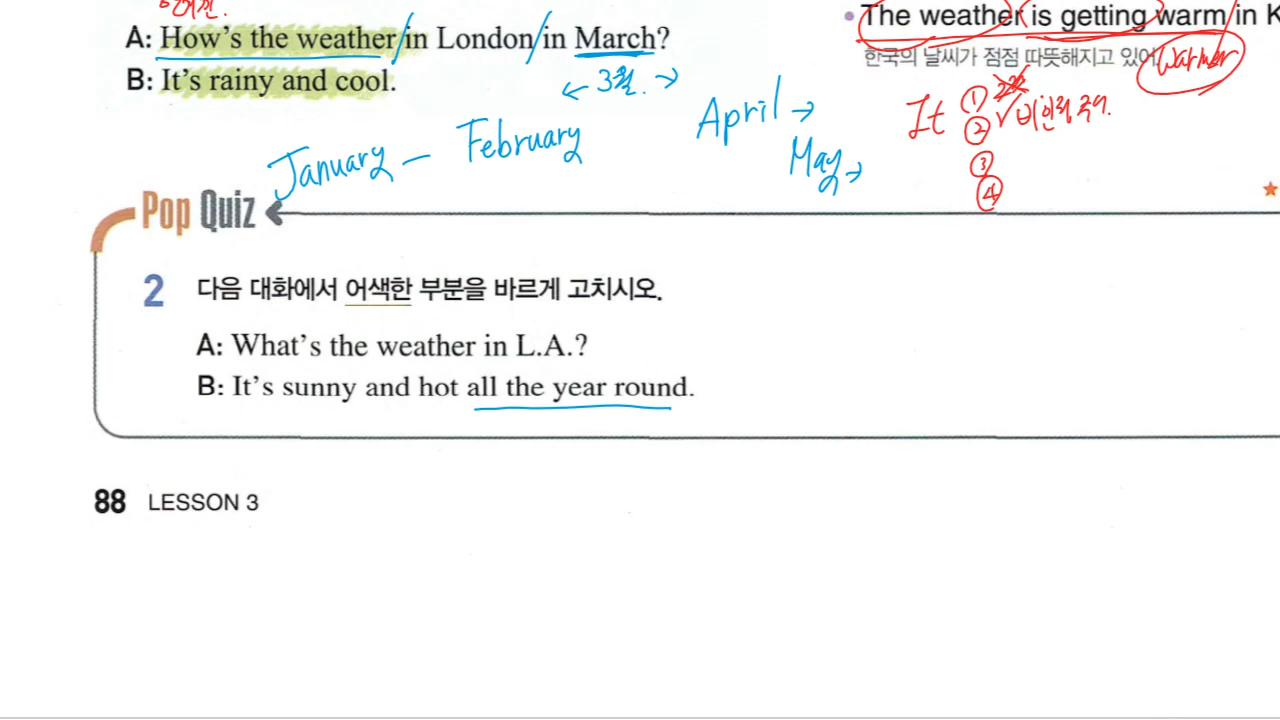 A: How's the weather/in London/in March?
B: It's rainy and cool.
← 3월. →
January — February
April →
May →
• The weather is getting warm/in K
한국의 날씨가 점점 따뜻해지고 있어
warmer
It ①
② ✓ 비인칭 주어.
③
④
Pop Quiz
2 다음 대화에서 어색한 부분을 바르게 고치시오.
A: What's the weather in L.A.?
B: It's sunny and hot all the year round.
88 LESSON 3